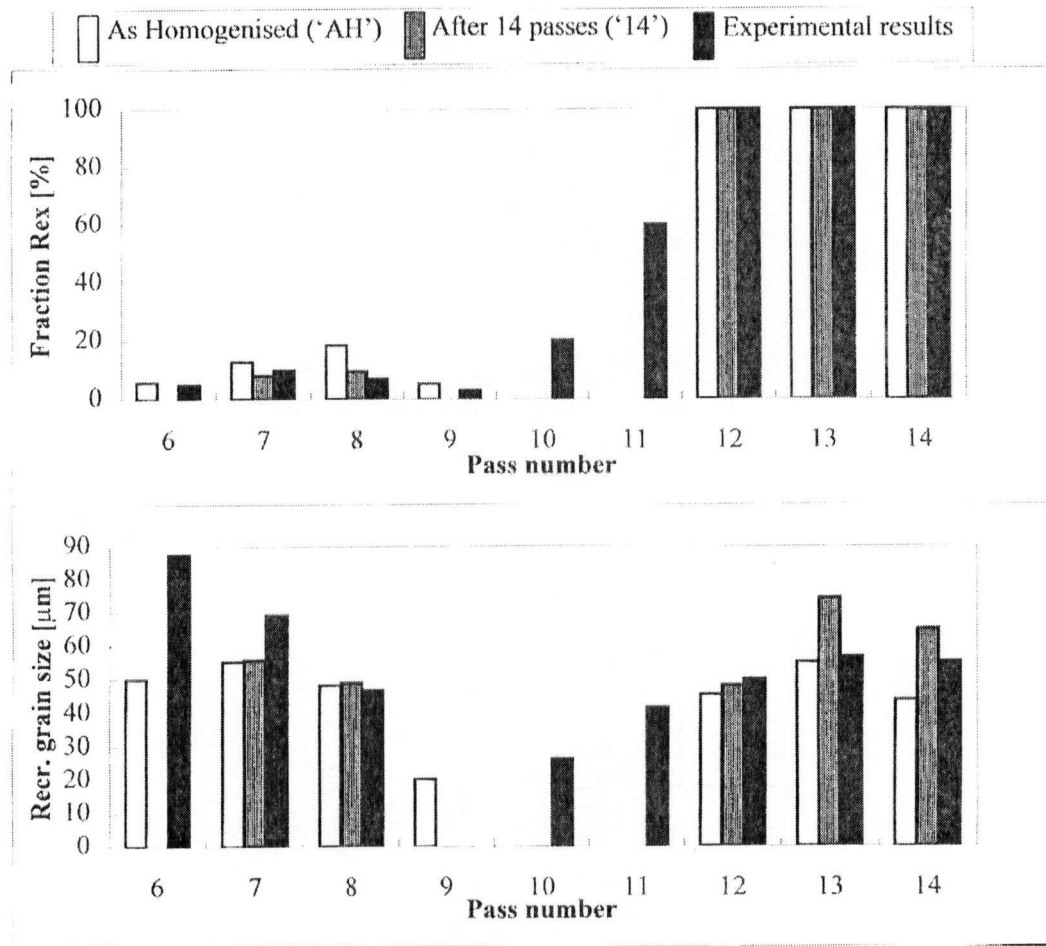 As Homogenised ('AH') After 14 passes ('14') Experimental results
100
80
60
40
20
0
Fraction Rex [%]
6 7 8 9 10 11 12 13 14
Pass number
90
80
70
60
50
40
30
20
10
0
Recr. grain size [μm]
6 7 8 9 10 11 12 13 14
Pass number